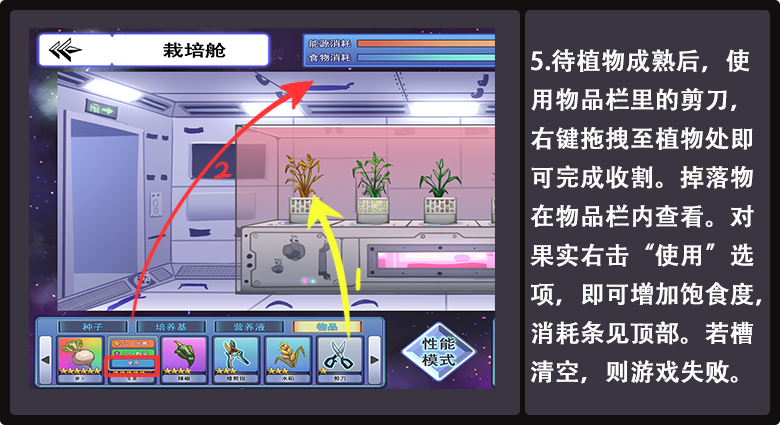 栽培舱
能源消耗
食物消耗
2
1
种子
培养基
营养液
物品
使用
萝卜
辣椒
修剪钳
水稻
剪刀
性能
模式
5.待植物成熟后，使
用物品栏里的剪刀，
右键拖拽至植物处即
可完成收割。掉落物
在物品栏内查看。对
果实右击“使用”选
项，即可增加饱食度，
消耗条见顶部。若槽
清空，则游戏失败。